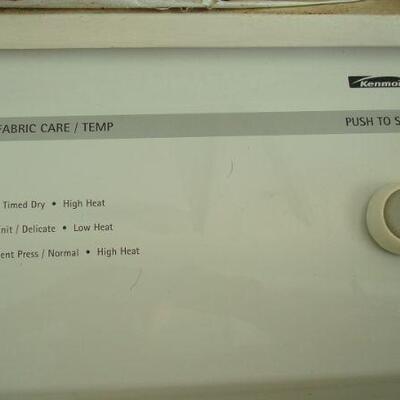 Kenmo
FABRIC CARE / TEMP
PUSH TO S
Timed Dry • High Heat
nit / Delicate • Low Heat
ent Press / Normal • High Heat